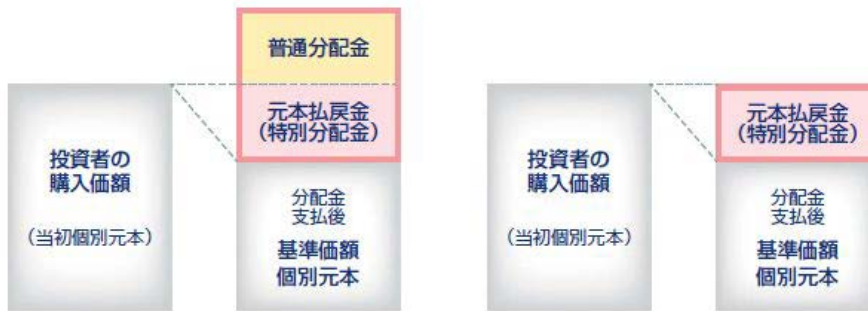 普通分配金
元本払戻金
（特別分配金）
投資者の
購入価額
（当初個別元本）
分配金
支払後
基準価額
個別元本
元本払戻金
（特別分配金）
投資者の
購入価額
（当初個別元本）
分配金
支払後
基準価額
個別元本